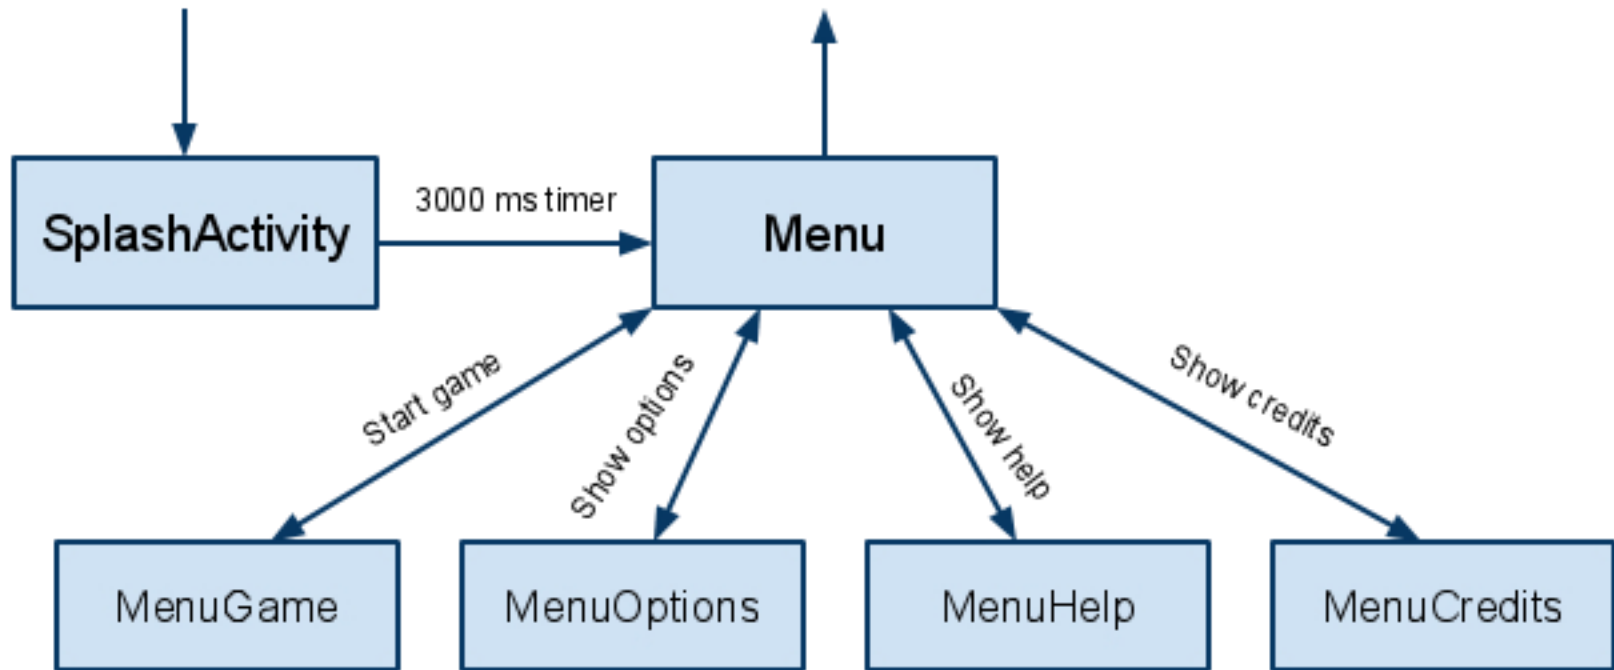 3000 ms timer
SplashActivity
Menu
Start game
Show options
Show help
Show credits
MenuGame
MenuOptions
MenuHelp
MenuCredits